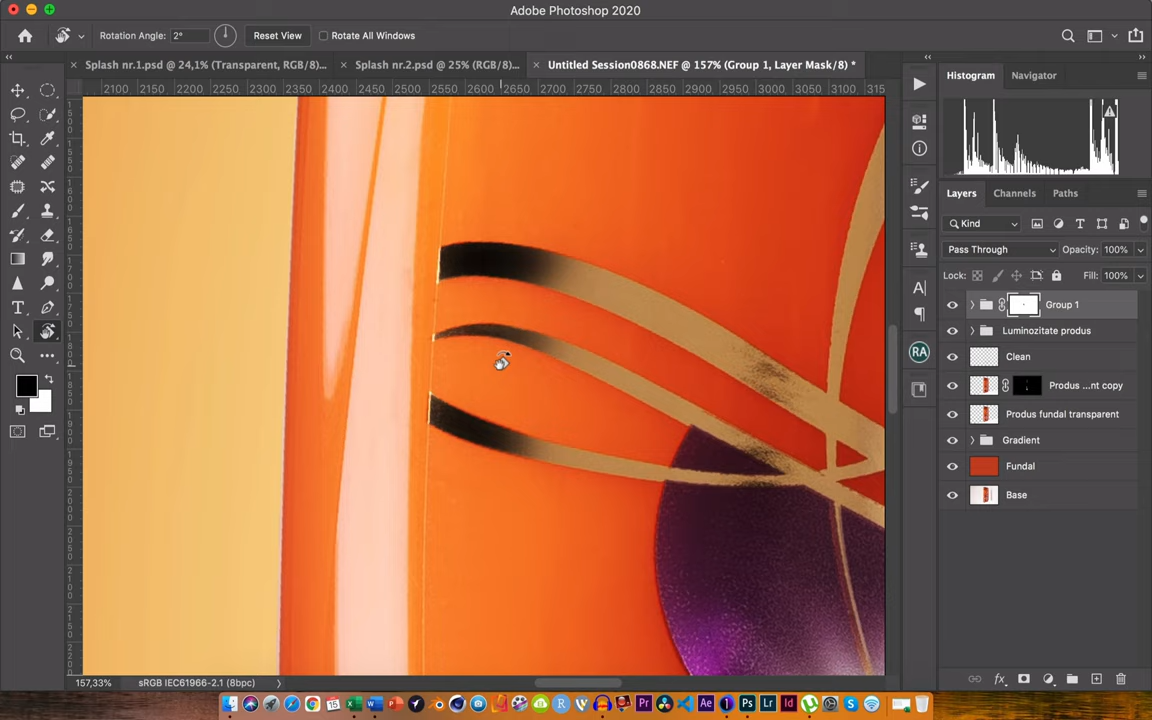 Adobe Photoshop 2020
Rotation Angle: 2° Reset View Rotate All Windows
Splash nr.1.psd @ 24,1% (Transparent, RGB/8)... Splash nr.2.psd @ 25% (RGB/8)... Untitled Session0868.NEF @ 157% (Group 1, Layer Mask/8) *
2100 2150 2200 2250 2300 2350 2400 2450 2500 2550 2600 2650 2700 2750 2800 2850 2900 2950 3000 3050 3100 315
Histogram Navigator
Layers Channels Paths
Kind
Pass Through Opacity: 100%
Lock: Fill: 100%
Group 1
Luminozitate produs
Clean
Produs ...nt copy
Produs fundal transparent
Gradient
Fundal
Base
RA
157,33% sRGB IEC61966-2.1 (8bpc)